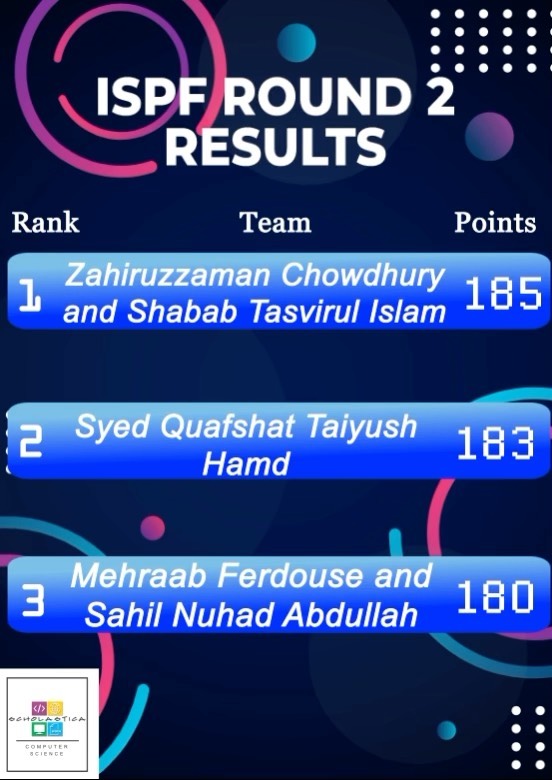 ISPF ROUND 2
RESULTS
Rank Team Points
1 Zahiruzzaman Chowdhury and Shabab Tasvirul Islam 185
2 Syed Quafshat Taiyush Hamd 183
3 Mehraab Ferdouse and Sahil Nuhad Abdullah 180
SCHOLASTICA
COMPUTER
SCIENCE